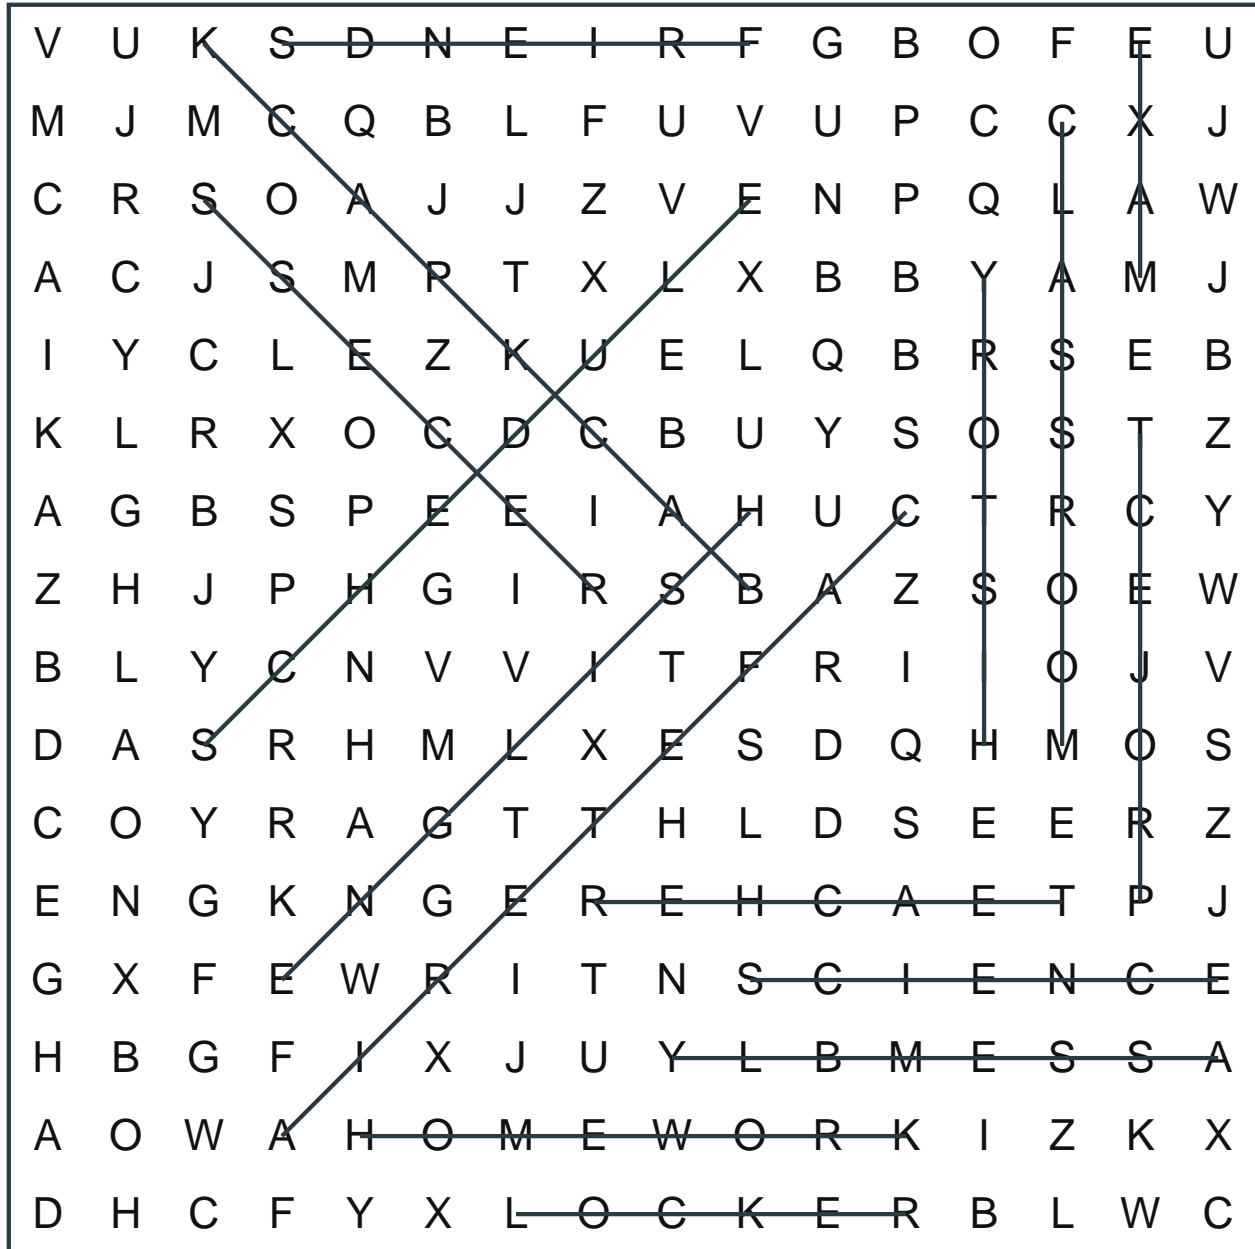 V U K S D N E I R F G B O F E U
M J M C Q B L F U V U P C C X J
C R S O A J J Z V E N P Q L A W
A C J S M P T X L X B B Y A M J
I Y C L E Z K U E L Q B R S E B
K L R X O C D C B U Y S O S T Z
A G B S P E E I A H U C T R C Y
Z H J P H G I R S B A Z S O E W
B L Y C N V V I T F R I I O J V
D A S R H M L X E S D Q H M O S
C O Y R A G T T H L D S E E R Z
E N G K N G E R E H C A E T P J
G X F E W R I T N S C I E N C E
H B G F I X J U Y L B M E S S A
A O W A H O M E W O R K I Z K X
D H C F Y X L O C K E R B L W C